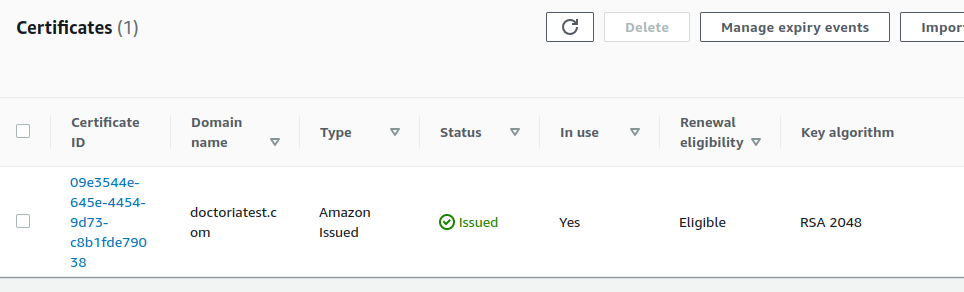 Certificates (1)
Delete
Manage expiry events
Impor
Certificate
ID
Domain
name
Type
Status
In use
Renewal
eligibility
Key algorithm
09e3544e-
645e-4454-
9d73-
c8b1fde790
38
doctoriatest.c
om
Amazon
Issued
Issued
Yes
Eligible
RSA 2048